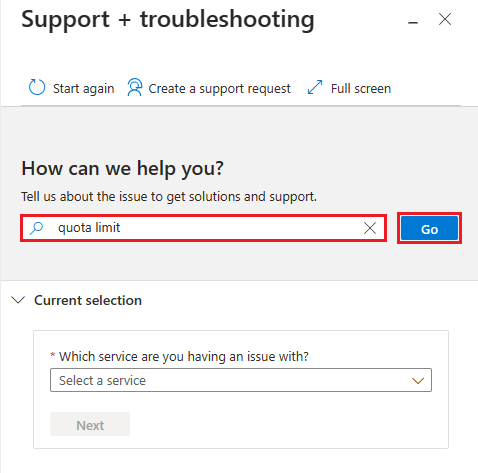 Support + troubleshooting
Start again Create a support request Full screen
How can we help you?
Tell us about the issue to get solutions and support.
quota limit Go
Current selection
* Which service are you having an issue with?
Select a service
Next